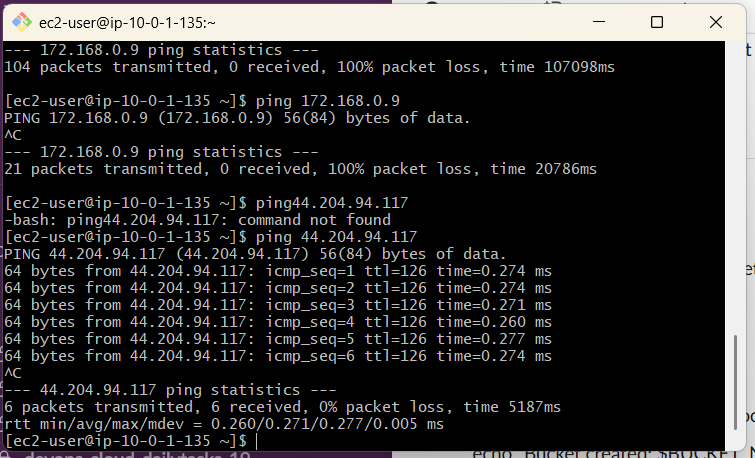 ec2-user@ip-10-0-1-135:~
--- 172.168.0.9 ping statistics ---
104 packets transmitted, 0 received, 100% packet loss, time 107098ms
[ec2-user@ip-10-0-1-135 ~]$ ping 172.168.0.9
PING 172.168.0.9 (172.168.0.9) 56(84) bytes of data.
^C
--- 172.168.0.9 ping statistics ---
21 packets transmitted, 0 received, 100% packet loss, time 20786ms
[ec2-user@ip-10-0-1-135 ~]$ ping44.204.94.117
-bash: ping44.204.94.117: command not found
[ec2-user@ip-10-0-1-135 ~]$ ping 44.204.94.117
PING 44.204.94.117 (44.204.94.117) 56(84) bytes of data.
64 bytes from 44.204.94.117: icmp_seq=1 ttl=126 time=0.274 ms
64 bytes from 44.204.94.117: icmp_seq=2 ttl=126 time=0.274 ms
64 bytes from 44.204.94.117: icmp_seq=3 ttl=126 time=0.271 ms
64 bytes from 44.204.94.117: icmp_seq=4 ttl=126 time=0.260 ms
64 bytes from 44.204.94.117: icmp_seq=5 ttl=126 time=0.277 ms
64 bytes from 44.204.94.117: icmp_seq=6 ttl=126 time=0.274 ms
^C
--- 44.204.94.117 ping statistics ---
6 packets transmitted, 6 received, 0% packet loss, time 5187ms
rtt min/avg/max/mdev = 0.260/0.271/0.277/0.005 ms
[ec2-user@ip-10-0-1-135 ~]$